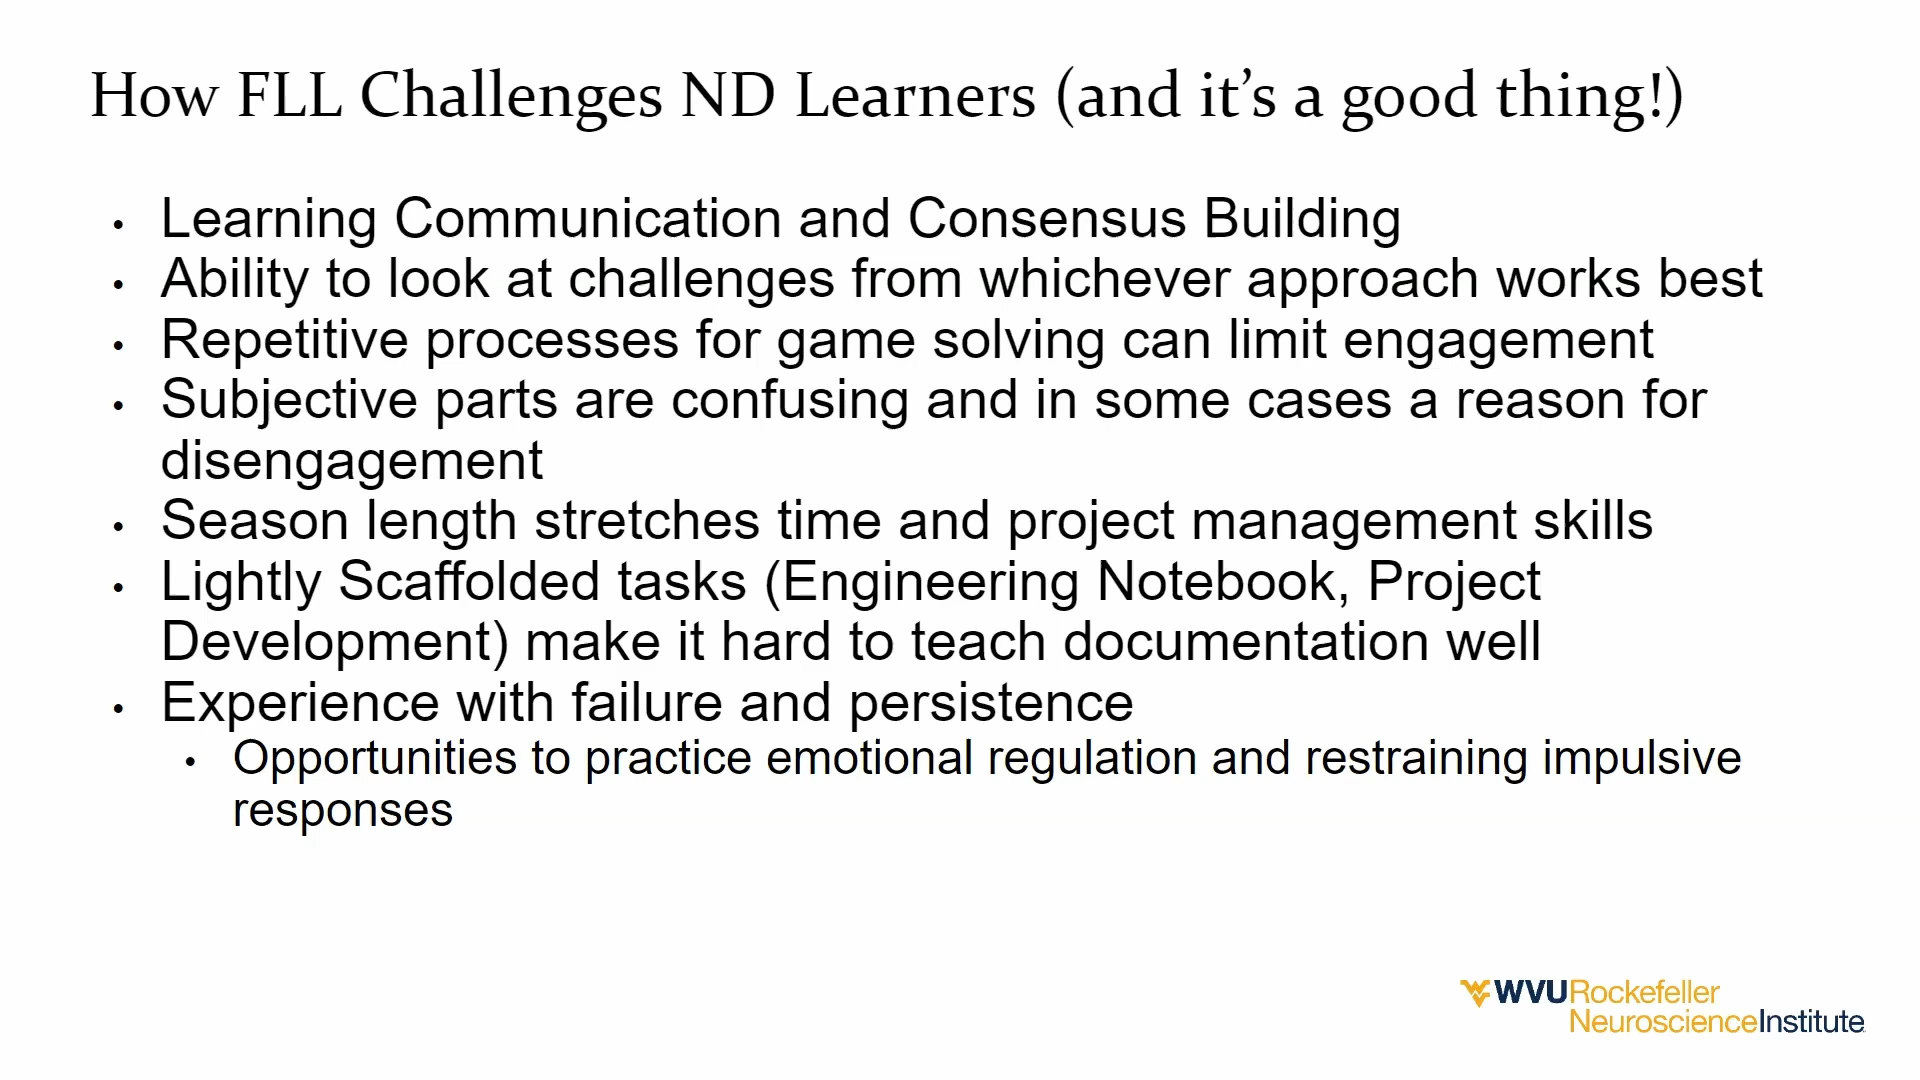 How FLL Challenges ND Learners (and it’s a good thing!)
• Learning Communication and Consensus Building
• Ability to look at challenges from whichever approach works best
• Repetitive processes for game solving can limit engagement
• Subjective parts are confusing and in some cases a reason for
disengagement
• Season length stretches time and project management skills
• Lightly Scaffolded tasks (Engineering Notebook, Project
Development) make it hard to teach documentation well
• Experience with failure and persistence
• Opportunities to practice emotional regulation and restraining impulsive
responses
WVURockefeller
NeuroscienceInstitute